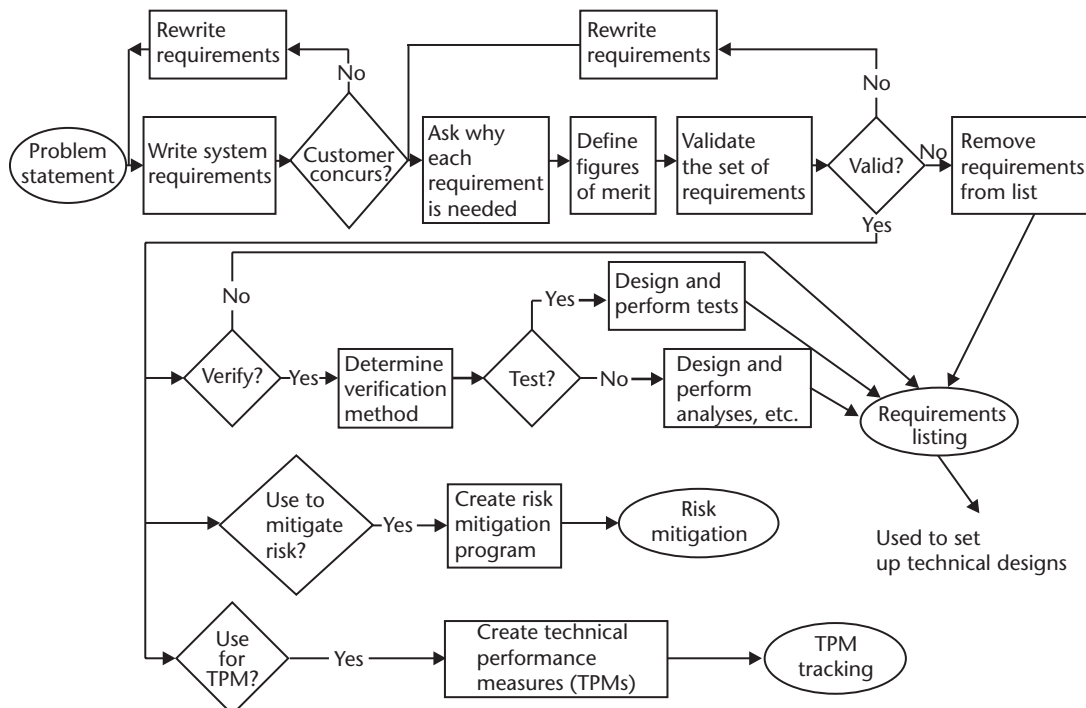 Rewrite
requirements
Rewrite
requirements
No
No
Problem
statement
Write system
requirements
Customer
concurs?
Ask why
each
requirement
is needed
Define
figures
of merit
Validate
the set of
requirements
Valid?
No
Remove
requirements
from list
Yes
No
Verify?
Yes
Determine
verification
method
Test?
Yes
Design and
perform tests
No
Design and
perform
analyses, etc.
Requirements
listing
Use to
mitigate
risk?
Yes
Create risk
mitigation
program
Risk
mitigation
Used to set
up technical designs
Use
for
TPM?
Yes
Create technical
performance
measures (TPMs)
TPM
tracking